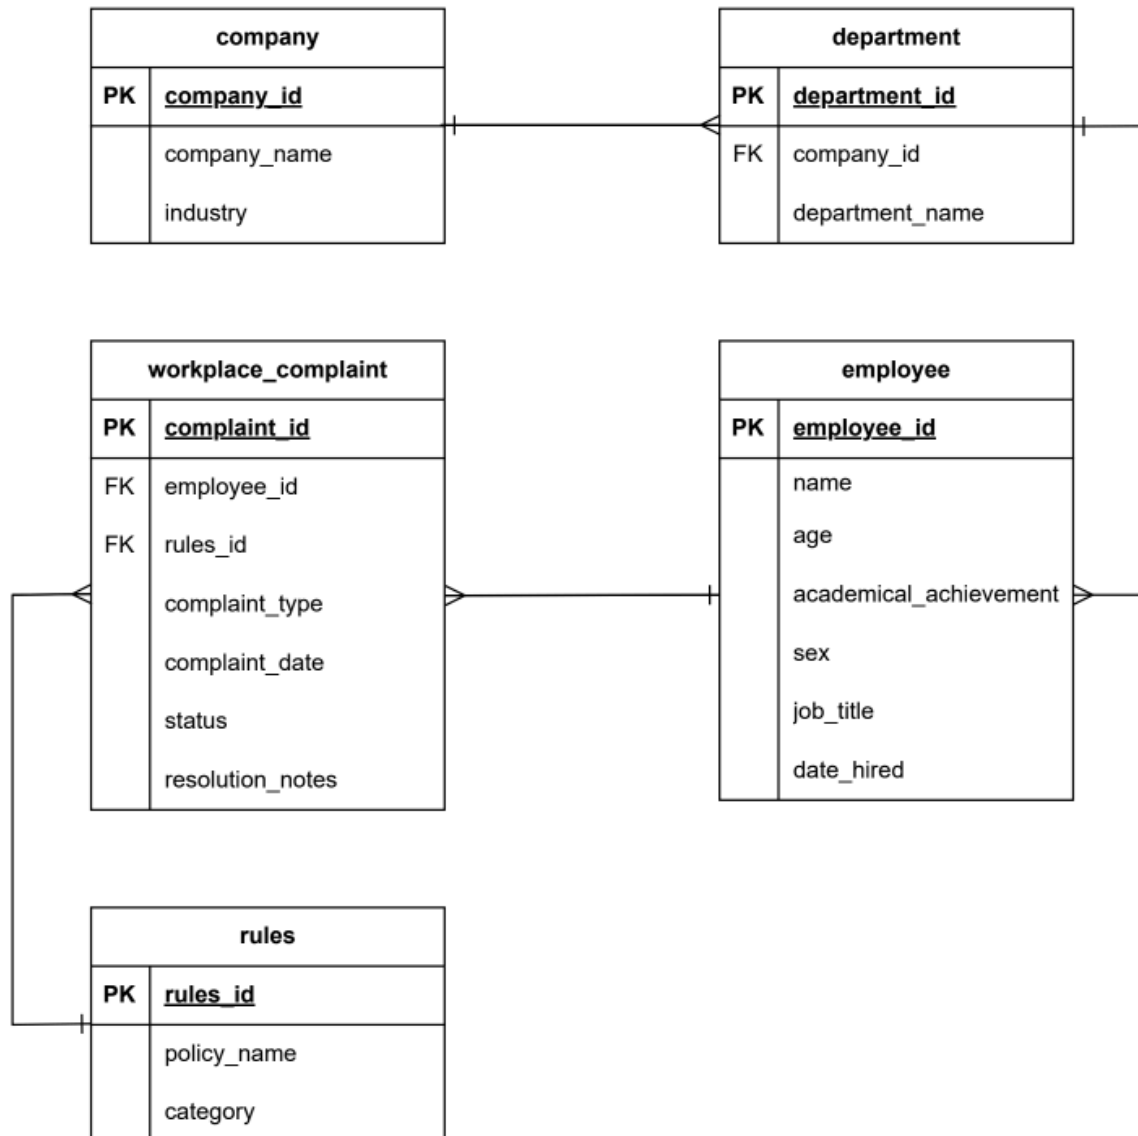 company
PK company_id
company_name
industry
department
PK department_id
FK company_id
department_name
workplace_complaint
PK complaint_id
FK employee_id
FK rules_id
complaint_type
complaint_date
status
resolution_notes
employee
PK employee_id
name
age
academical_achievement
sex
job_title
date_hired
rules
PK rules_id
policy_name
category